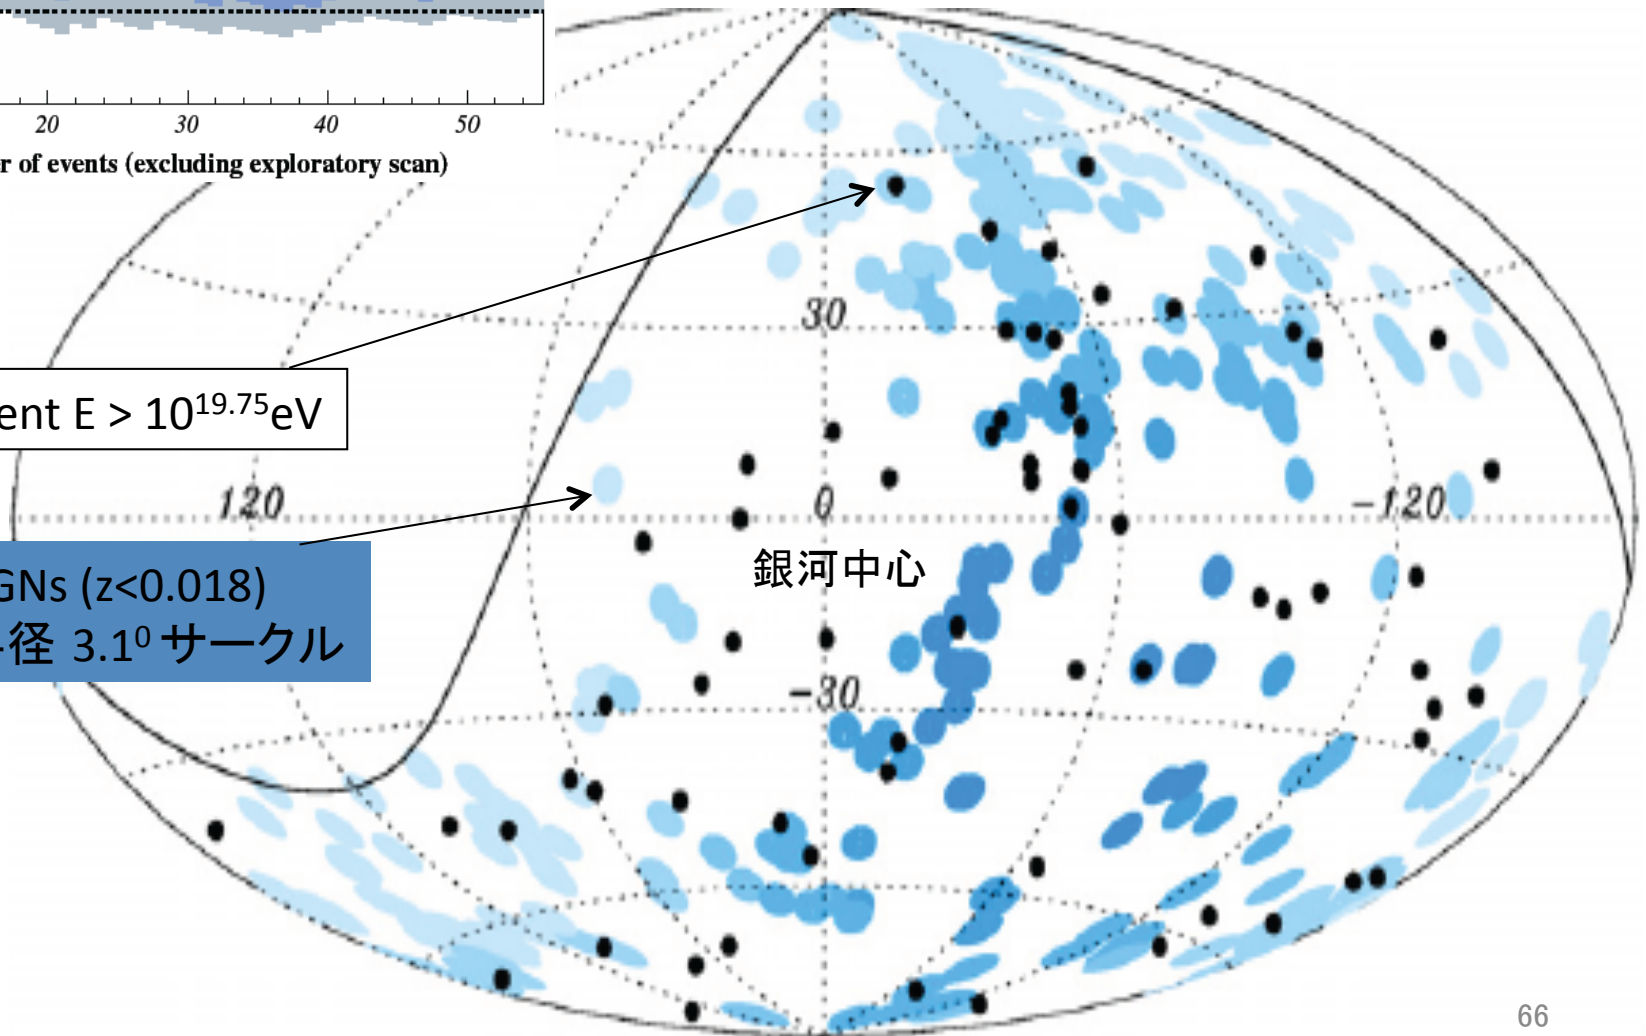 20 30 40 50
r of events (excluding exploratory scan)
30
ent E > 10^19.75eV
120 0 -120
銀河中心
GNs (z<0.018)
径 3.1^0 サークル
-30
66